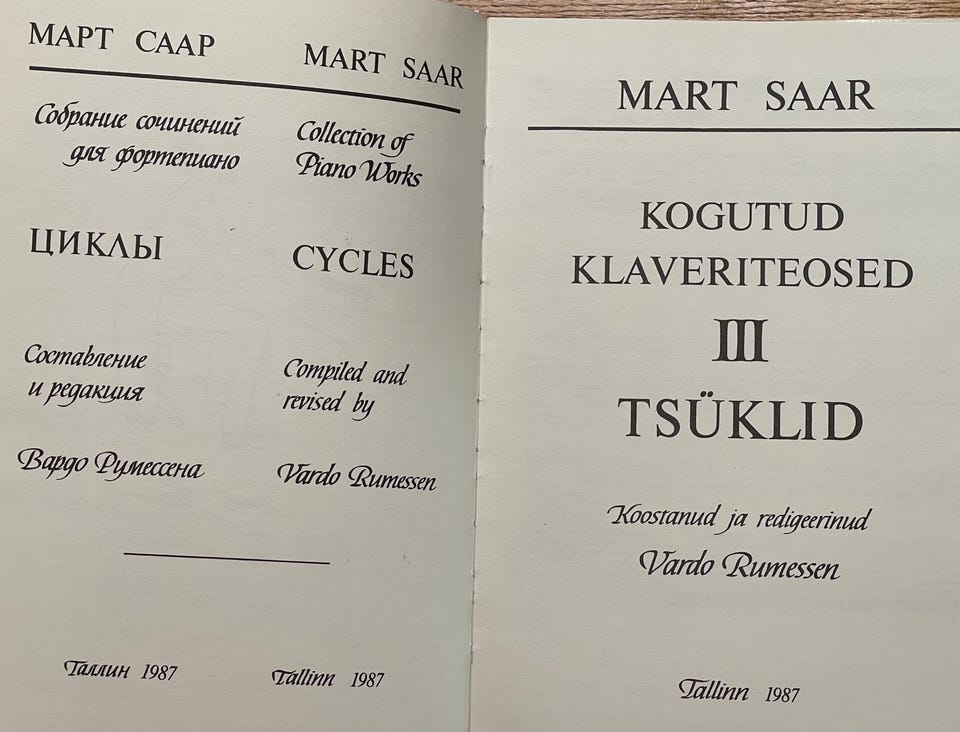 МАРТ СААР
Собрание сочинений
для фортепиано
ЦИКЛЫ
Составление
и редакция
Вардо Румессена
Таллин 1987
MART SAAR
Collection of
Piano Works
CYCLES
Compiled and
revised by
Vardo Rumessen
Tallinn 1987
MART SAAR
KOGUTUD
KLAVERITEOSED
III
TSÜKLID
Koostanud ja redigeerinud
Vardo Rumessen
Tallinn 1987